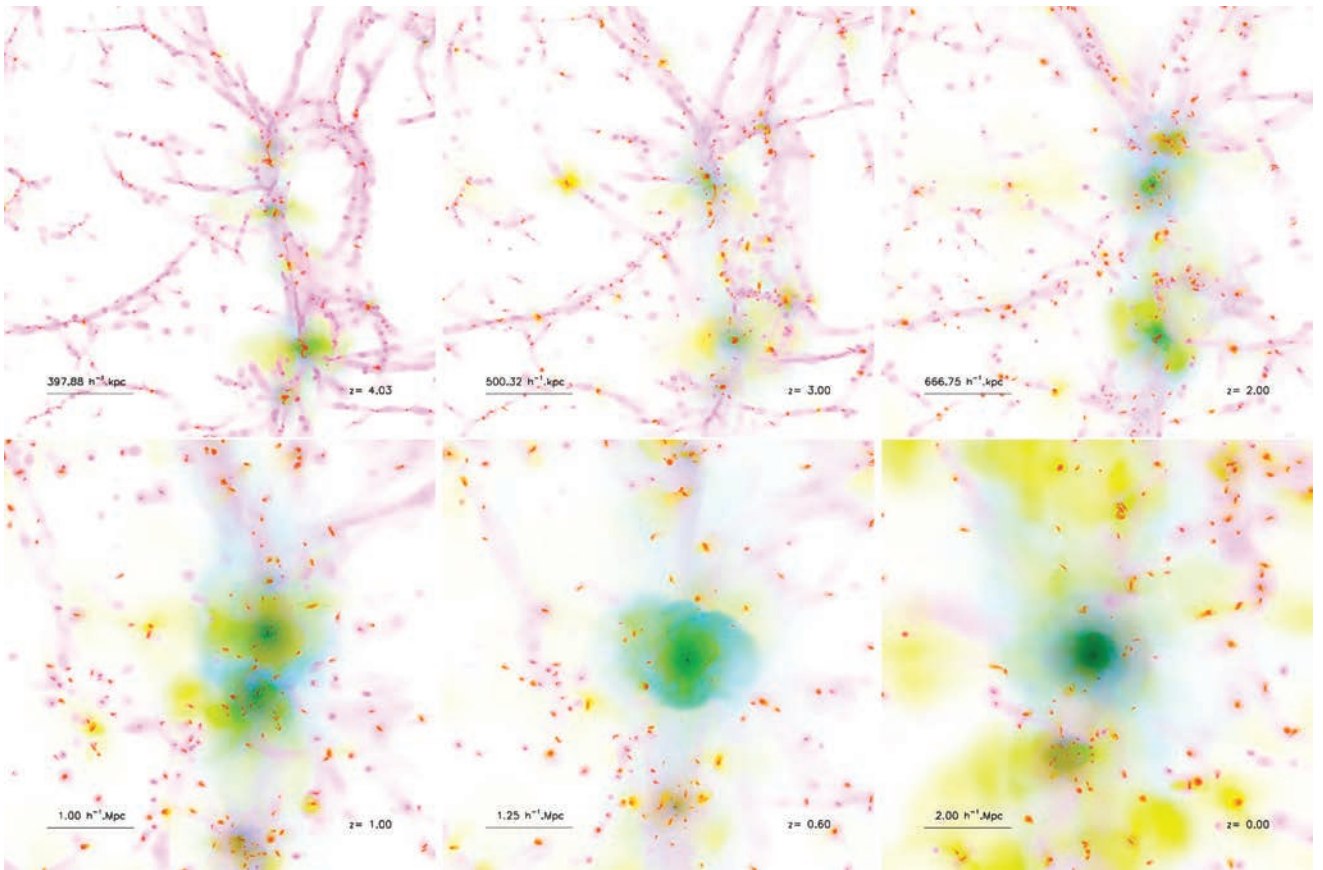 397.88 h⁻¹.kpc
z= 4.03
500.32 h⁻¹.kpc
z= 3.00
666.75 h⁻¹.kpc
z= 2.00
1.00 h⁻¹.Mpc
z= 1.00
1.25 h⁻¹.Mpc
z= 0.60
2.00 h⁻¹.Mpc
z= 0.00